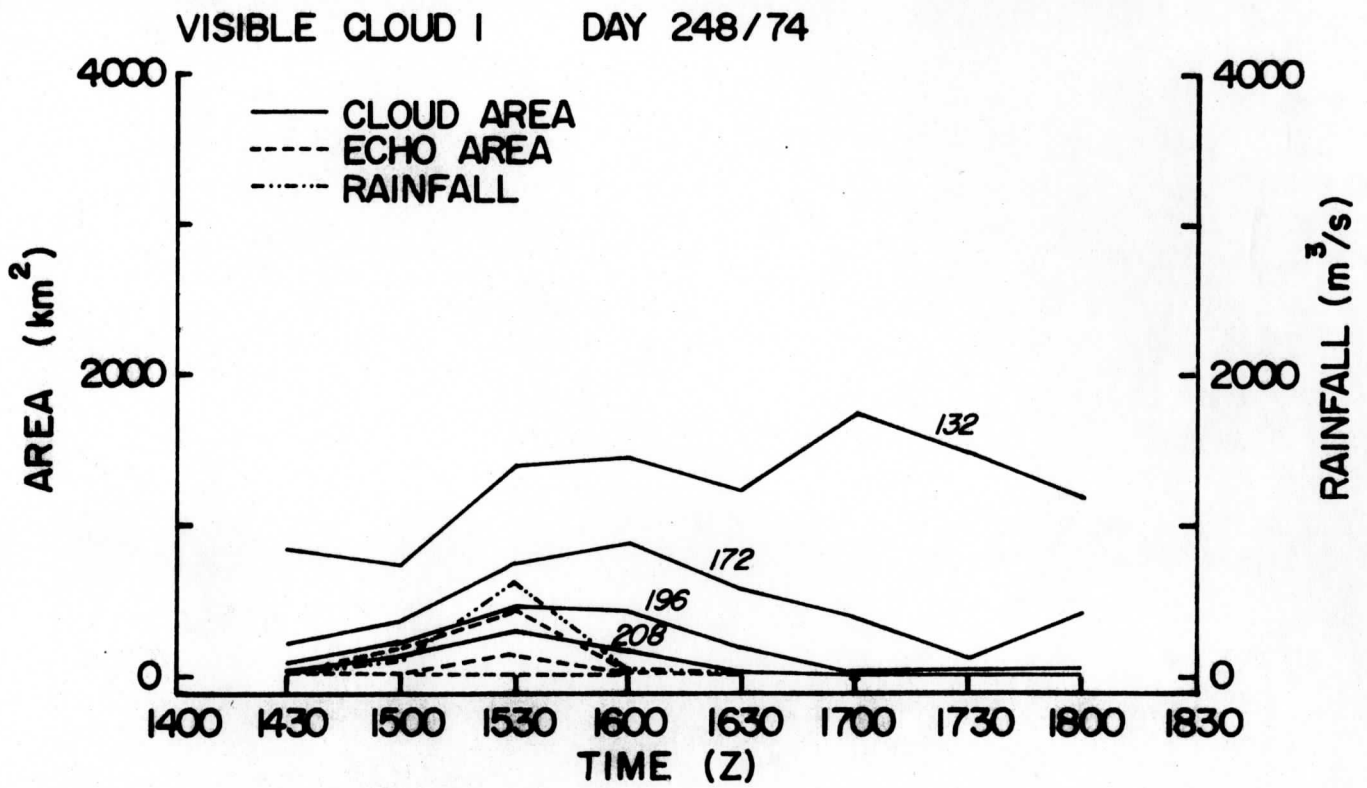 VISIBLE CLOUD I DAY 248/74
4000
4000
CLOUD AREA
ECHO AREA
RAINFALL
AREA (km²)
RAINFALL (m³/s)
2000
2000
132
172
196
208
0
0
1400 1430 1500 1530 1600 1630 1700 1730 1800 1830
TIME (Z)